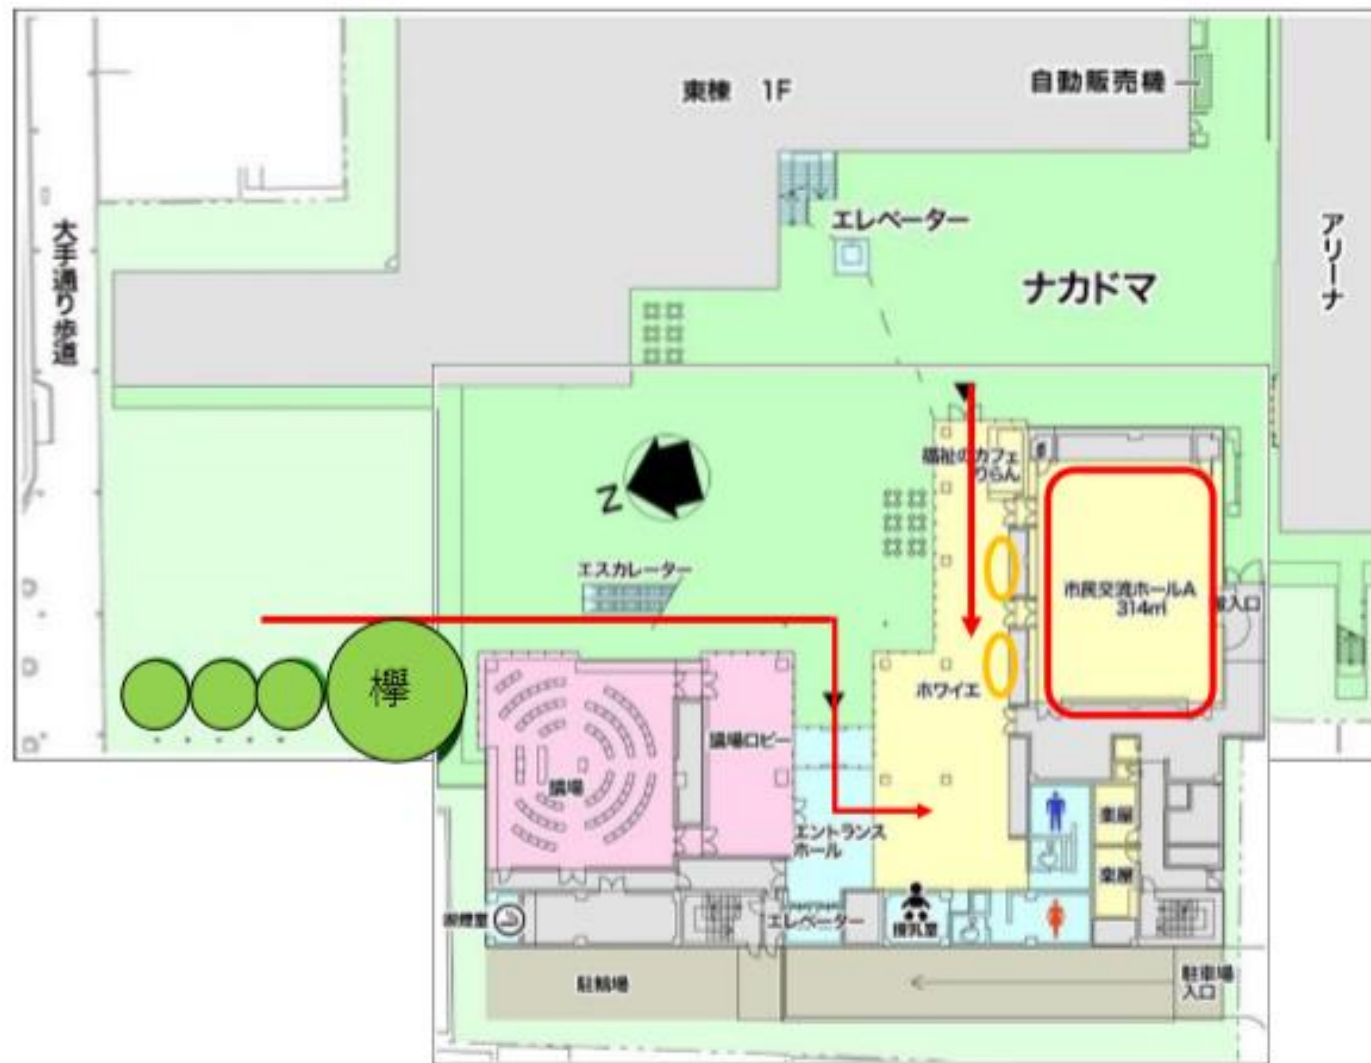 東棟 1F
自動販売機
大手通り歩道
エレベーター
アリーナ
ナカドマ
福祉のカフェ
りらん
N
エスカレーター
市民交流ホールA
314㎡
入口
欅
ホワイエ
議場ロビー
議場
エントランス
ホール
楽屋
楽屋
喫煙室
エレベーター
授乳室
駐輪場
駐車場
入口